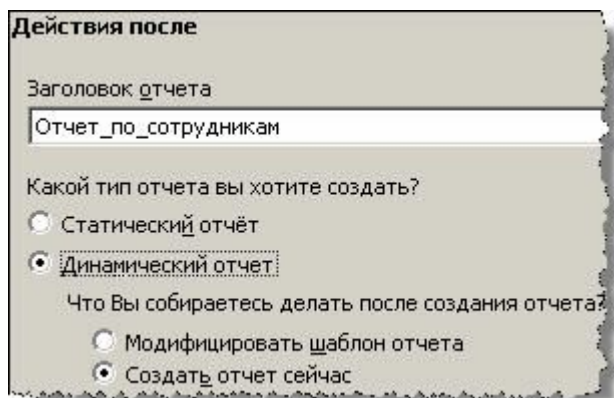 Действия после
Заголовок отчета
Отчет_по_сотрудникам
Какой тип отчета вы хотите создать?
Статический отчёт
Динамический отчет
Что Вы собираетесь делать после создания отчета?
Модифицировать шаблон отчета
Создать отчет сейчас